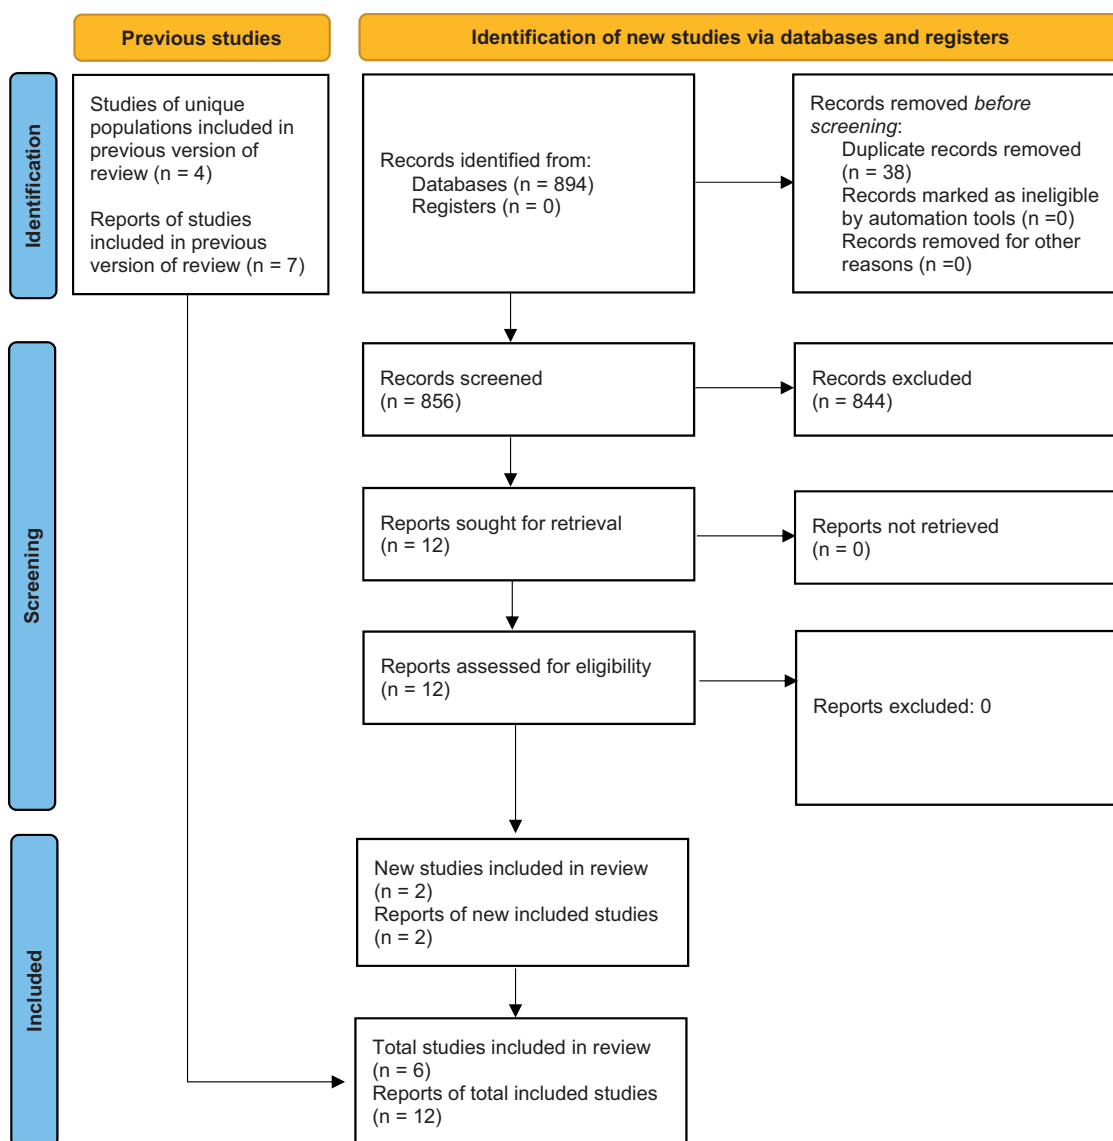 Previous studies
Identification of new studies via databases and registers
Identification
Studies of unique
populations included in
previous version of
review (n = 4)
Reports of studies
included in previous
version of review (n = 7)
Records identified from:
Databases (n = 894)
Registers (n = 0)
Records removed before
screening:
Duplicate records removed
(n = 38)
Records marked as ineligible
by automation tools (n =0)
Records removed for other
reasons (n =0)
Screening
Records screened
(n = 856)
Records excluded
(n = 844)
Reports sought for retrieval
(n = 12)
Reports not retrieved
(n = 0)
Reports assessed for eligibility
(n = 12)
Reports excluded: 0
Included
New studies included in review
(n = 2)
Reports of new included studies
(n = 2)
Total studies included in review
(n = 6)
Reports of total included studies
(n = 12)